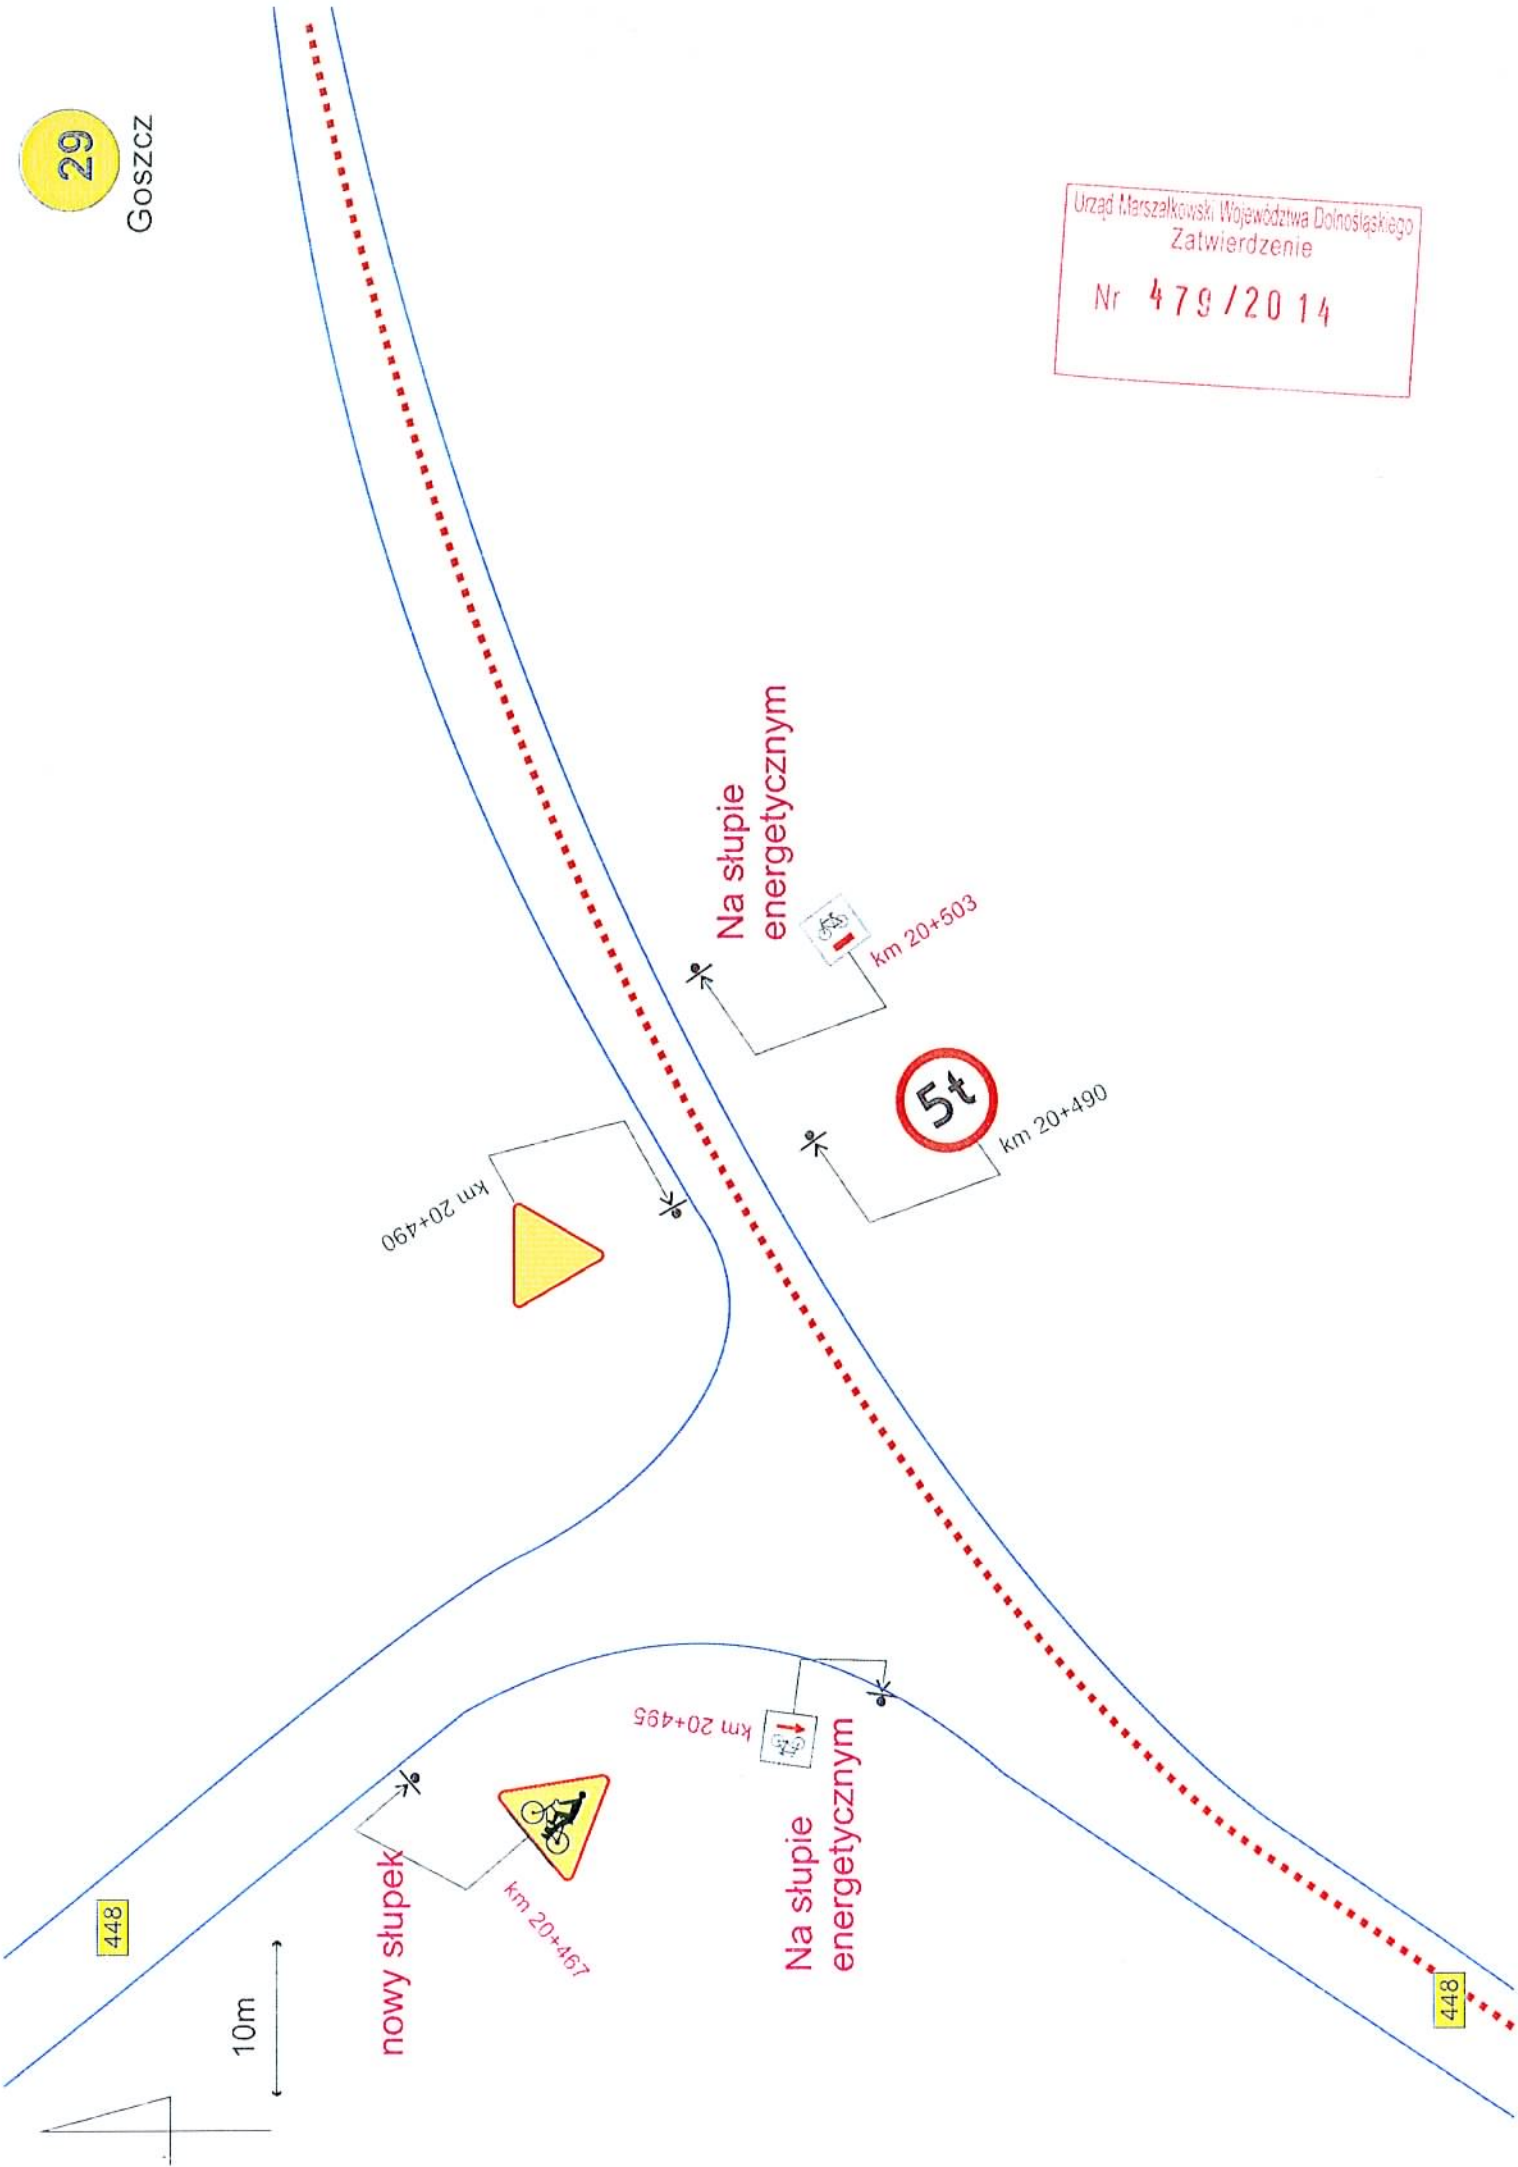 29
Goszcz
Urząd Marszałkowski Województwa Dolnośląskiego
Zatwierdzenie
Nr 479/2014
Na słupie
energetycznym
km 20+503
5t
km 20+490
km 20+490
km 20+495
Na słupie
energetycznym
nowy słupek
km 20+467
448
10m
448